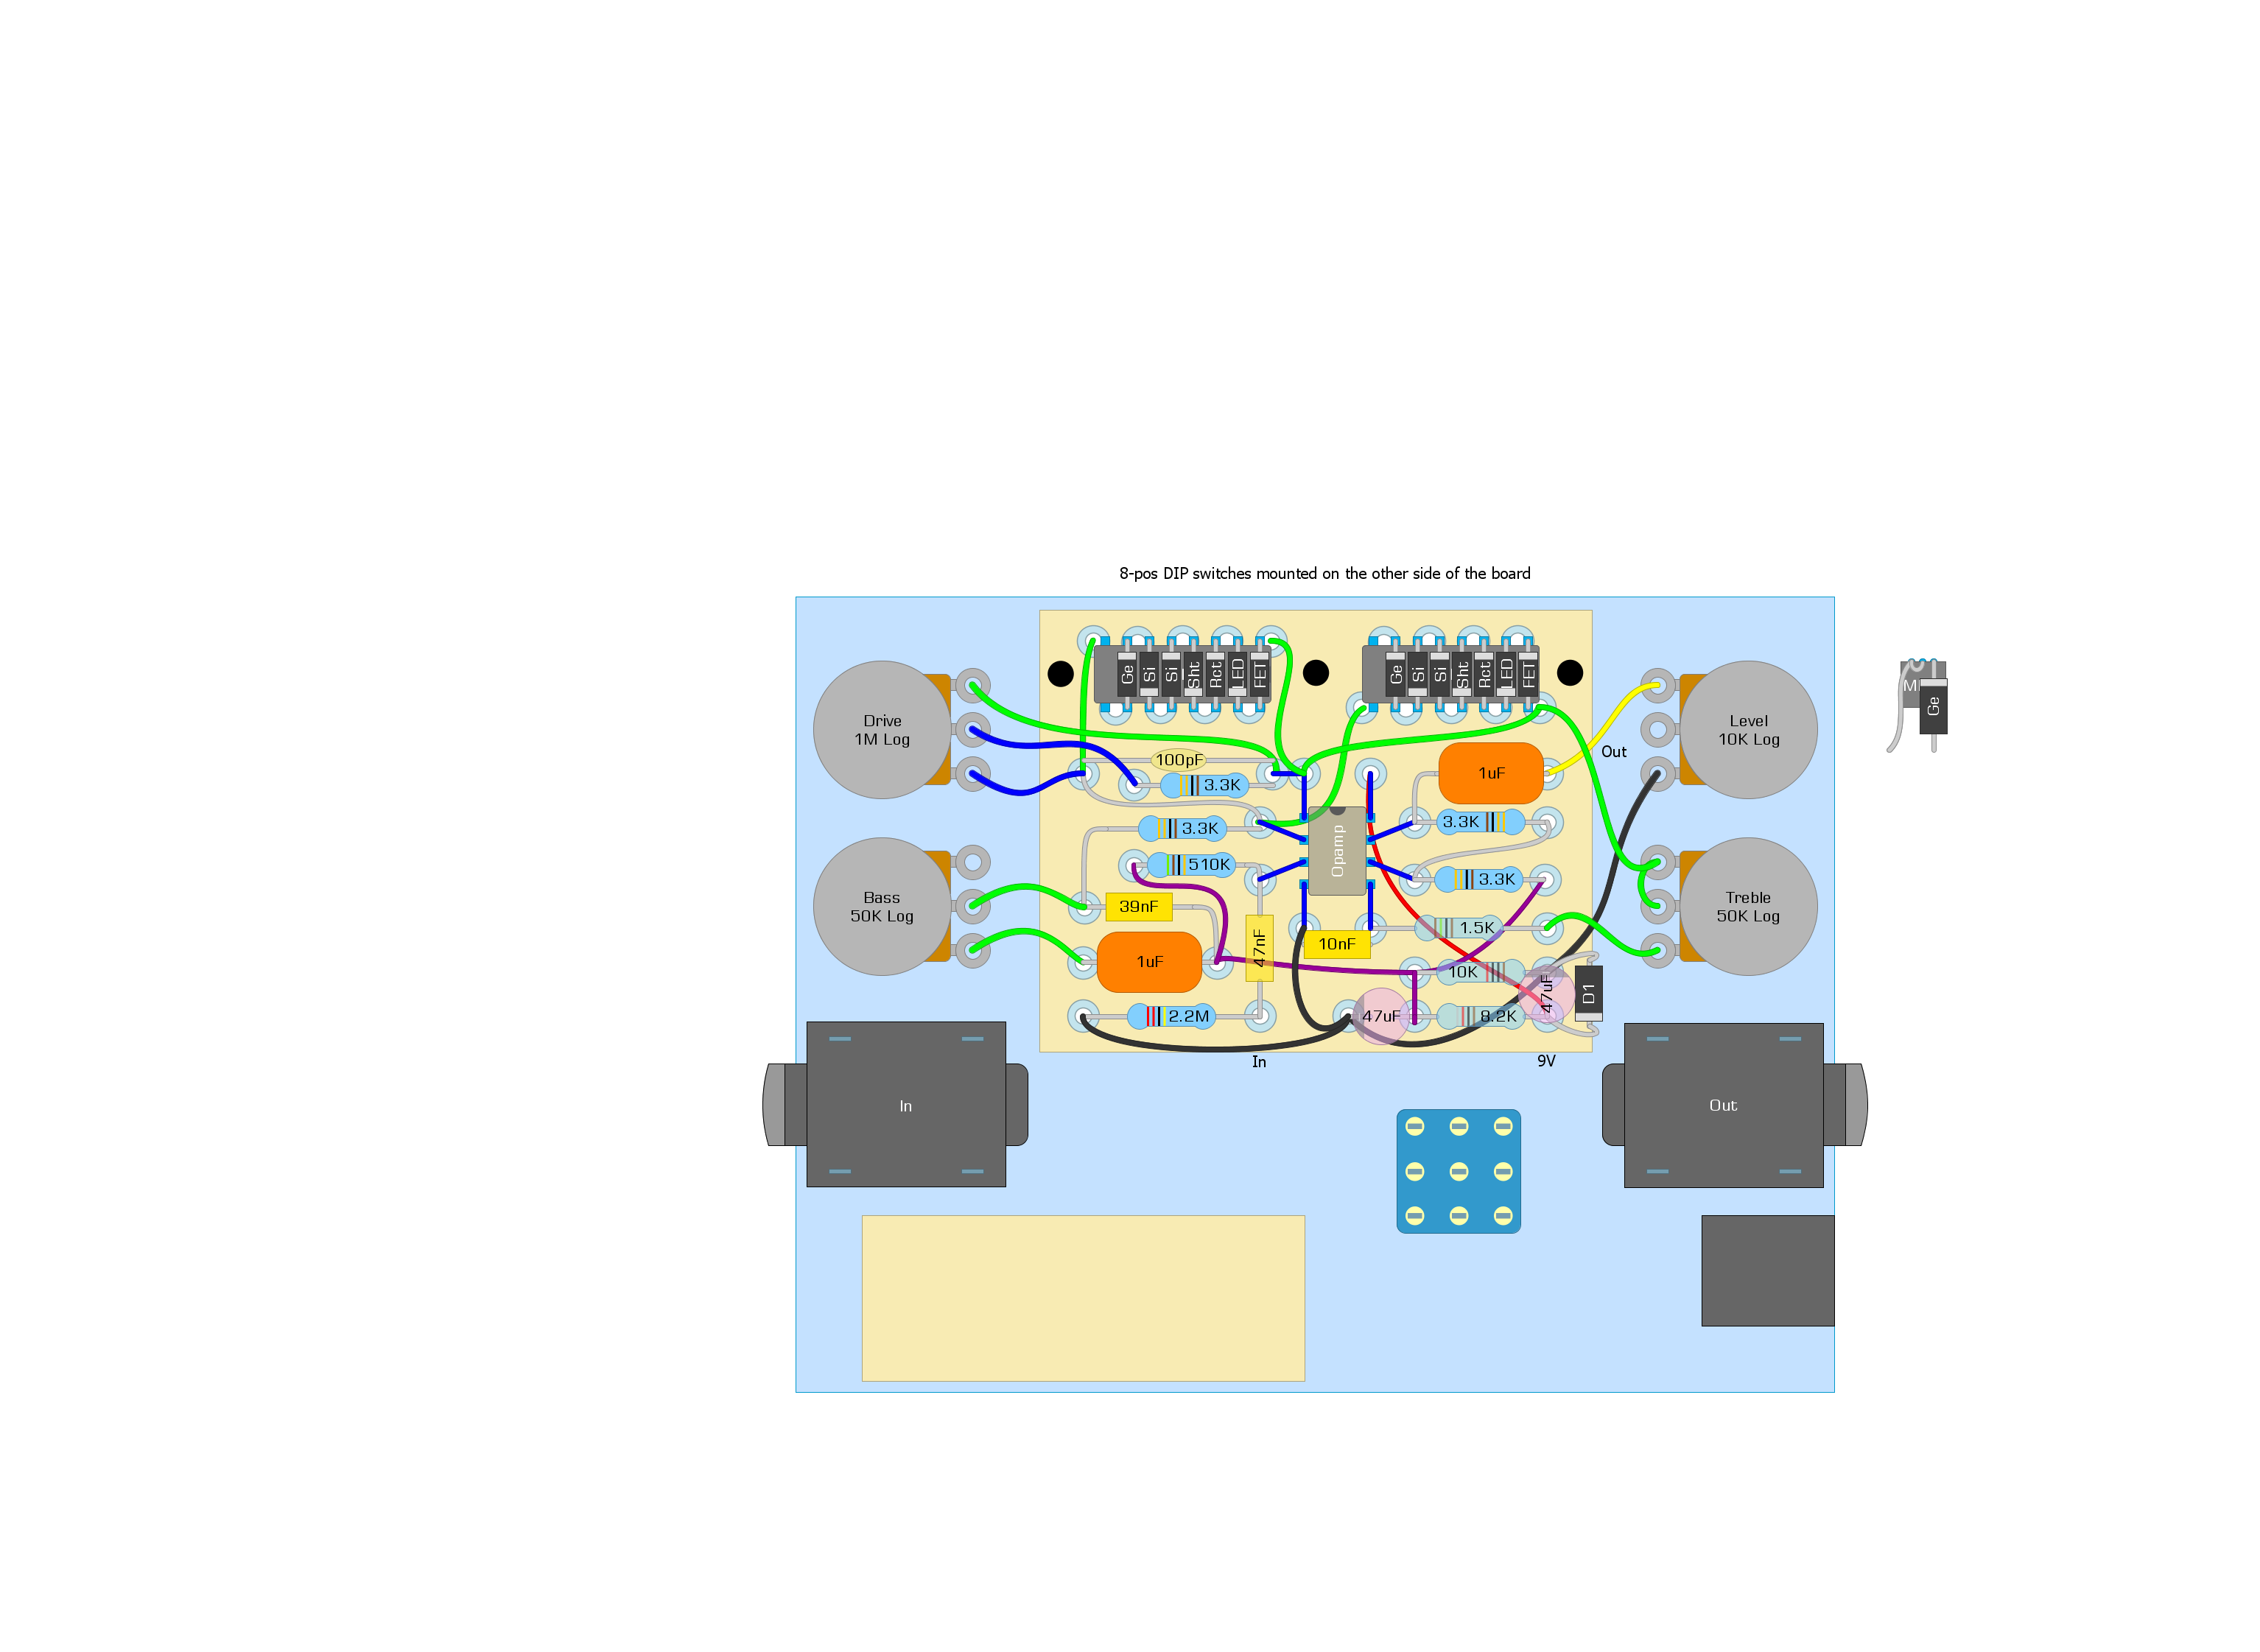 8-pos DIP switches mounted on the other side of the board
Ge
Si
Si
Sht
Rct
LED
FET
Ge
Si
Si
Sht
Rct
LED
FET
M
Ge
Drive
1M Log
Level
10K Log
Out
100pF
3.3K
1uF
3.3K
3.3K
Opamp
510K
3.3K
Bass
50K Log
39nF
Treble
50K Log
1.5K
47nF
10nF
1uF
10K
47uF
D1
2.2M
47uF
8.2K
In
9V
In
Out